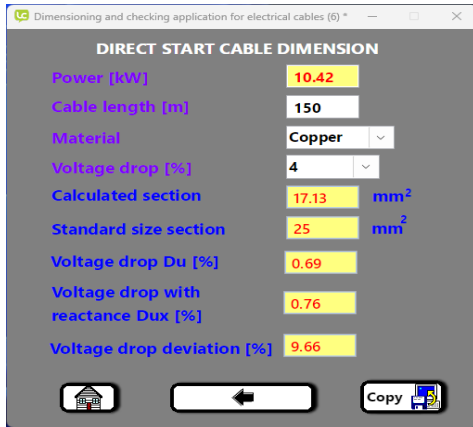 Dimensioning and checking application for electrical cables (6) *
DIRECT START CABLE DIMENSION
Power [kW] 10.42
Cable length [m] 150
Material Copper
Voltage drop [%] 4
Calculated section 17.13 mm2
Standard size section 25 mm2
Voltage drop Du [%] 0.69
Voltage drop with
reactance Dux [%] 0.76
Voltage drop deviation [%] 9.66
Copy